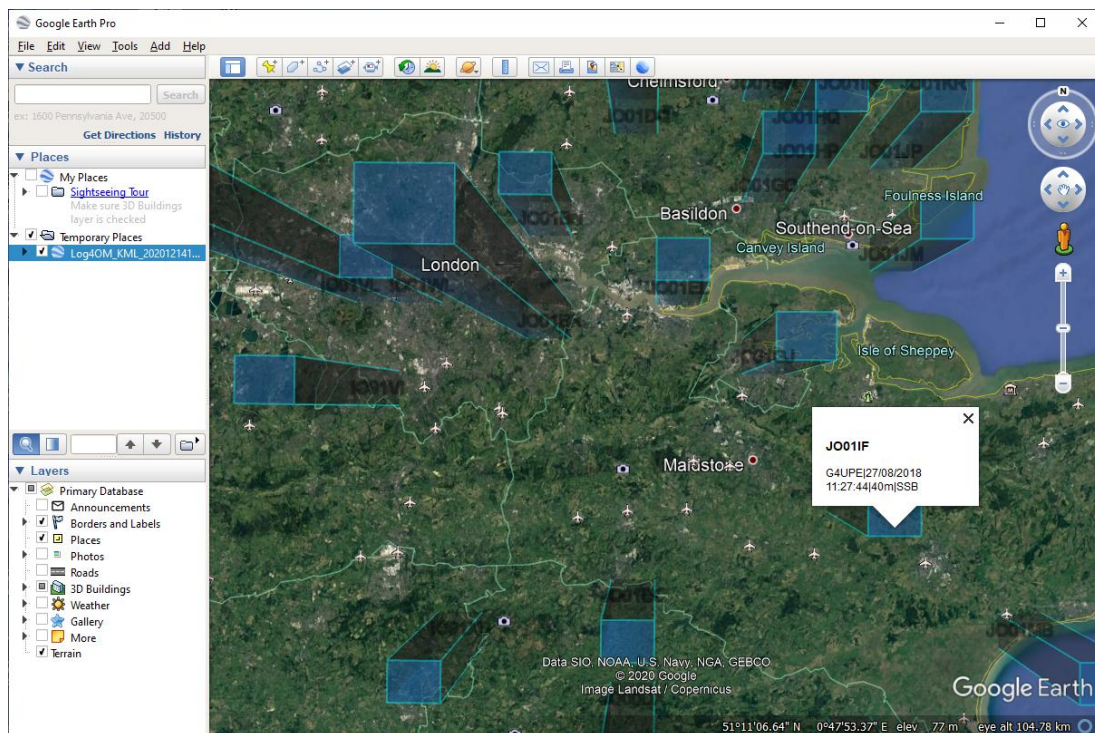 Google Earth Pro
File Edit View Tools Add Help
Search
Search
ex: 1600 Pennsylvania Ave, 20500
Get Directions History
Places
My Places
Sightseeing Tour
Make sure 3D Buildings
layer is checked
Temporary Places
Log4OM_KML_202012141...
Layers
Primary Database
Announcements
Borders and Labels
Places
Photos
Roads
3D Buildings
Weather
Gallery
More
Terrain
N
Chelmsford
JO01HQ
JO01HP
JO01JP
JO01GO
Foulness Island
Basildon
Southend-on-Sea
Canvey Island
JO01JM
London
Isle of Sheppey
Maidstone
JO01IF
G4UPE|27/08/2018
11:27:44|40m|SSB
Data SIO, NOAA, U.S. Navy, NGA, GEBCO
© 2020 Google
Image Landsat / Copernicus
Google Earth
51°11'06.64" N 0°47'53.37" E elev 77 m eye alt 104.78 km